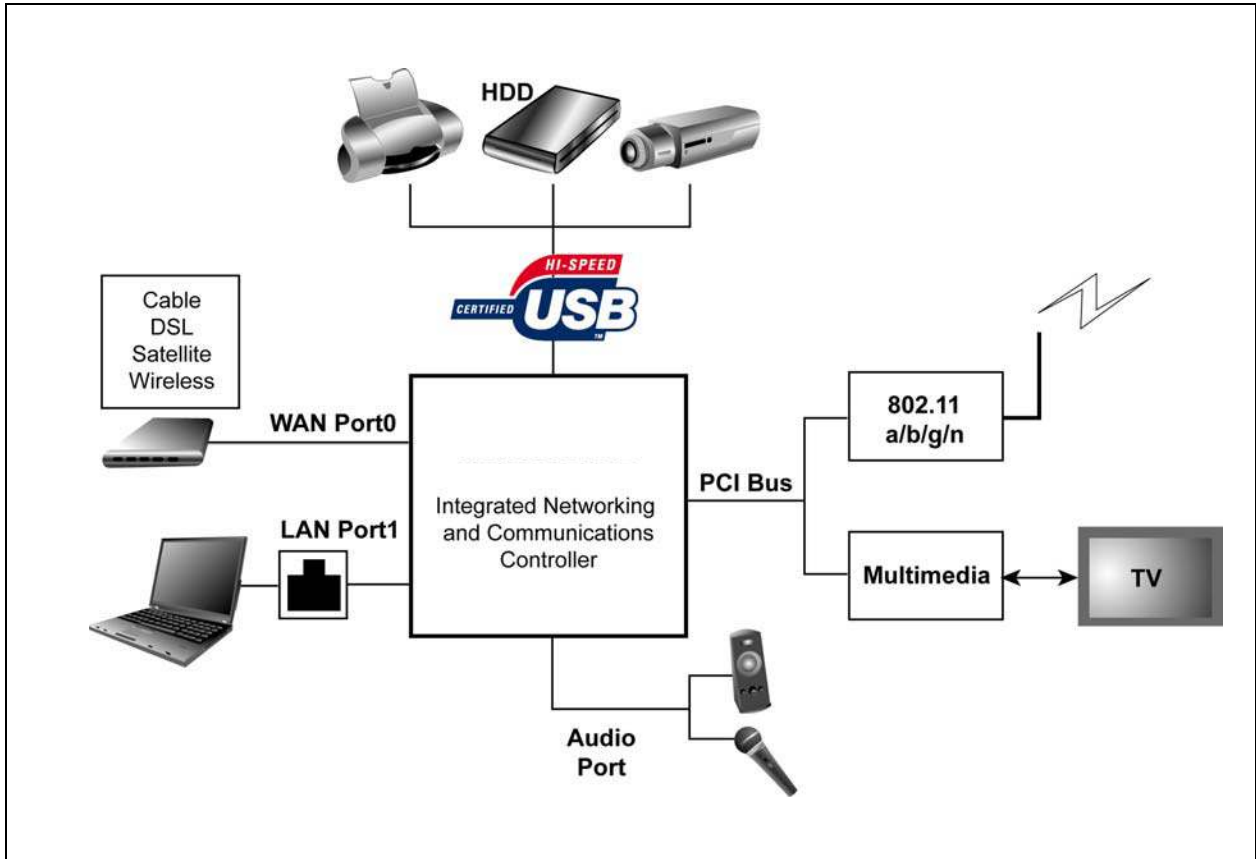 HDD
HI-SPEED
CERTIFIED
USB
TM
Cable
DSL
Satellite
Wireless
WAN Port0
LAN Port1
Integrated Networking
and Communications
Controller
PCI Bus
802.11
a/b/g/n
Multimedia
TV
Audio
Port